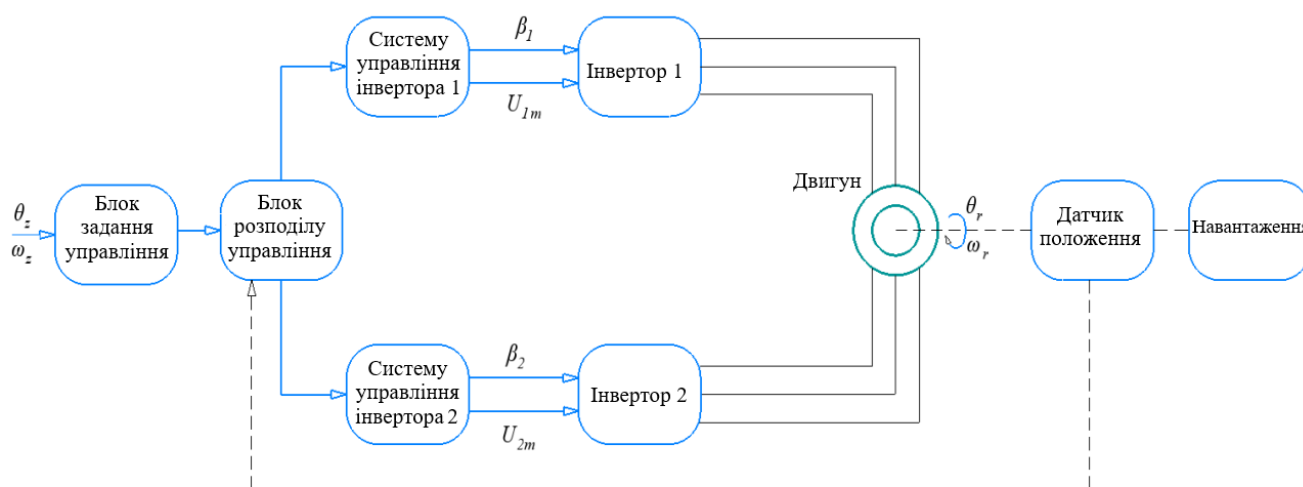 θz
ωz
Блок
задання
управління
Блок
розподілу
управління
Систему
управління
інвертора 1
β1
U1m
Інвертор 1
Систему
управління
інвертора 2
β2
U2m
Інвертор 2
Двигун
θr
ωr
Датчик
положення
Навантаження